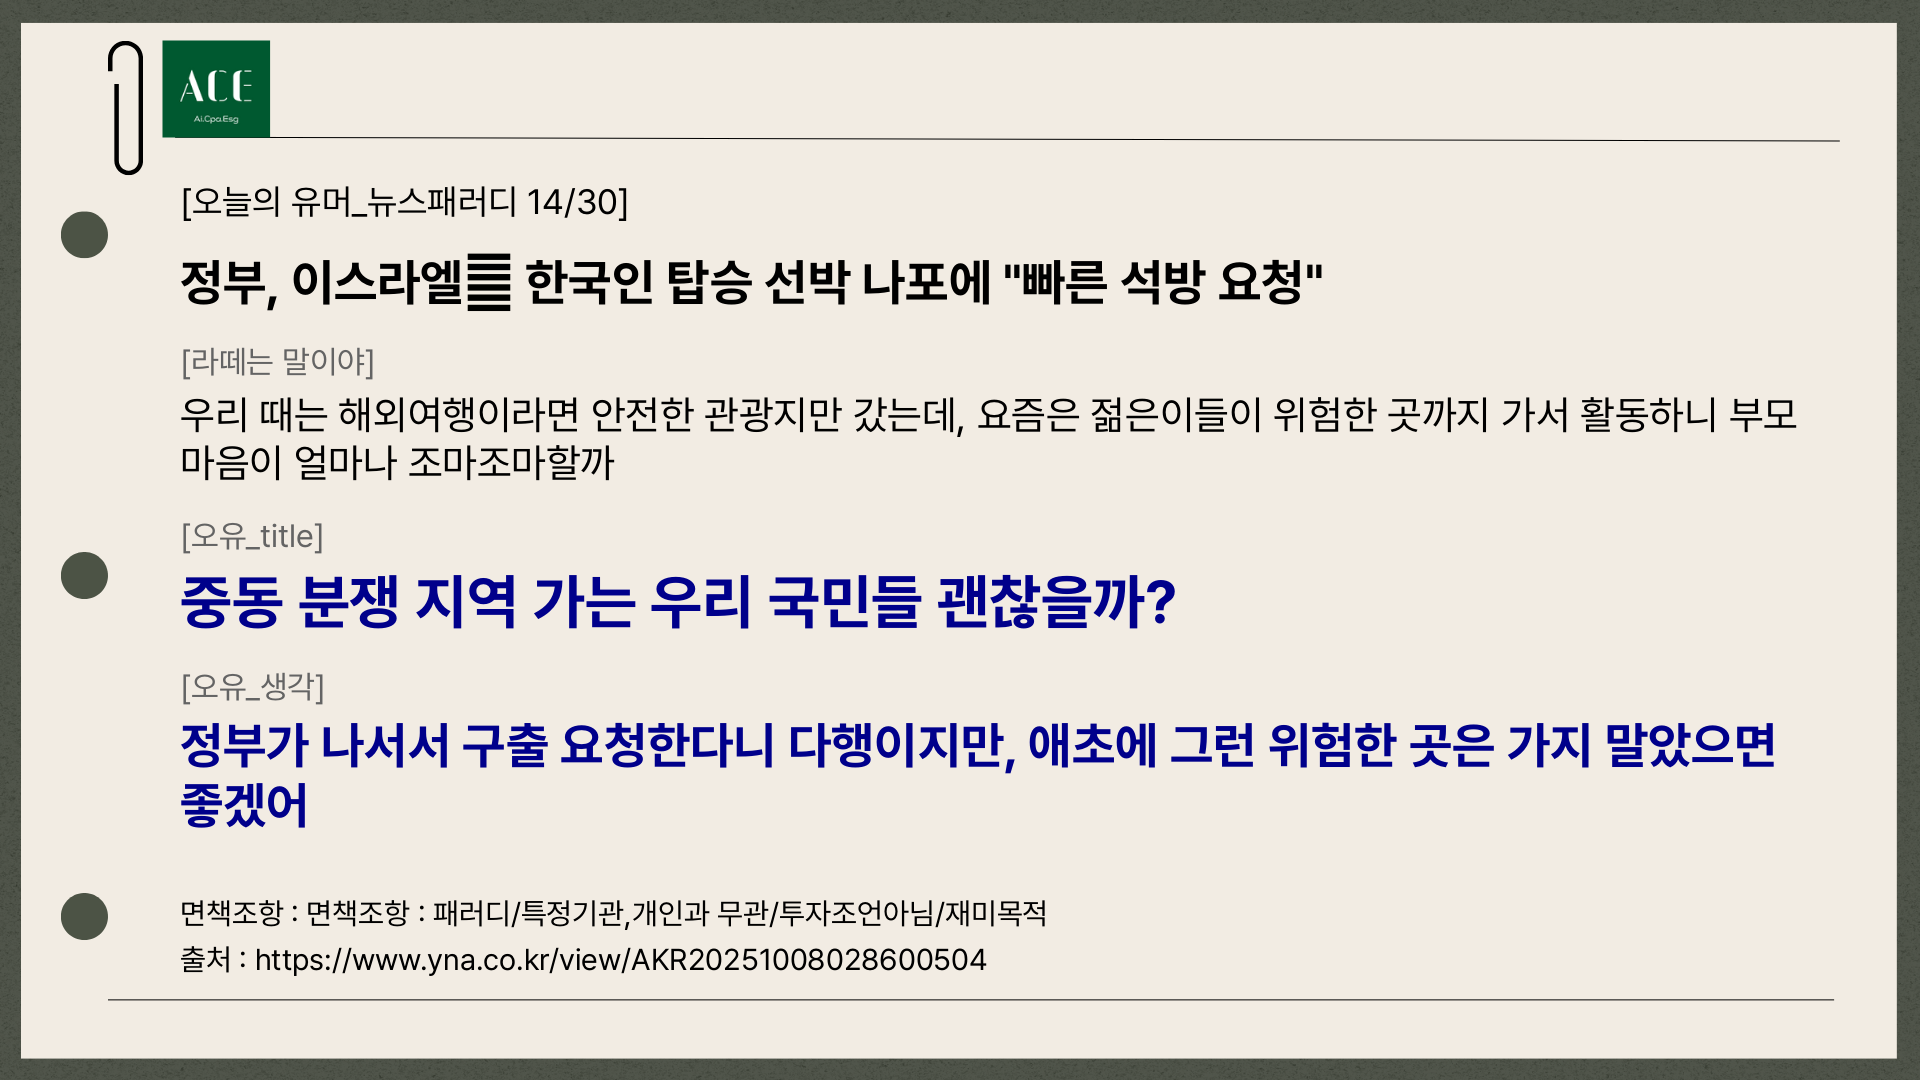 ACE
Ai.Cpa.Esg
[오늘의 유머_뉴스패러디 14/30]
정부, 이스라엘 한국인 탑승 선박 나포에 "빠른 석방 요청"
[라떼는 말이야]
우리 때는 해외여행이라면 안전한 관광지만 갔는데, 요즘은 젊은이들이 위험한 곳까지 가서 활동하니 부모
마음이 얼마나 조마조마할까
[오유_title]
중동 분쟁 지역 가는 우리 국민들 괜찮을까?
[오유_생각]
정부가 나서서 구출 요청한다니 다행이지만, 애초에 그런 위험한 곳은 가지 말았으면
좋겠어
면책조항 : 면책조항 : 패러디/특정기관,개인과 무관/투자조언아님/재미목적
출처 : https://www.yna.co.kr/view/AKR20251008028600504